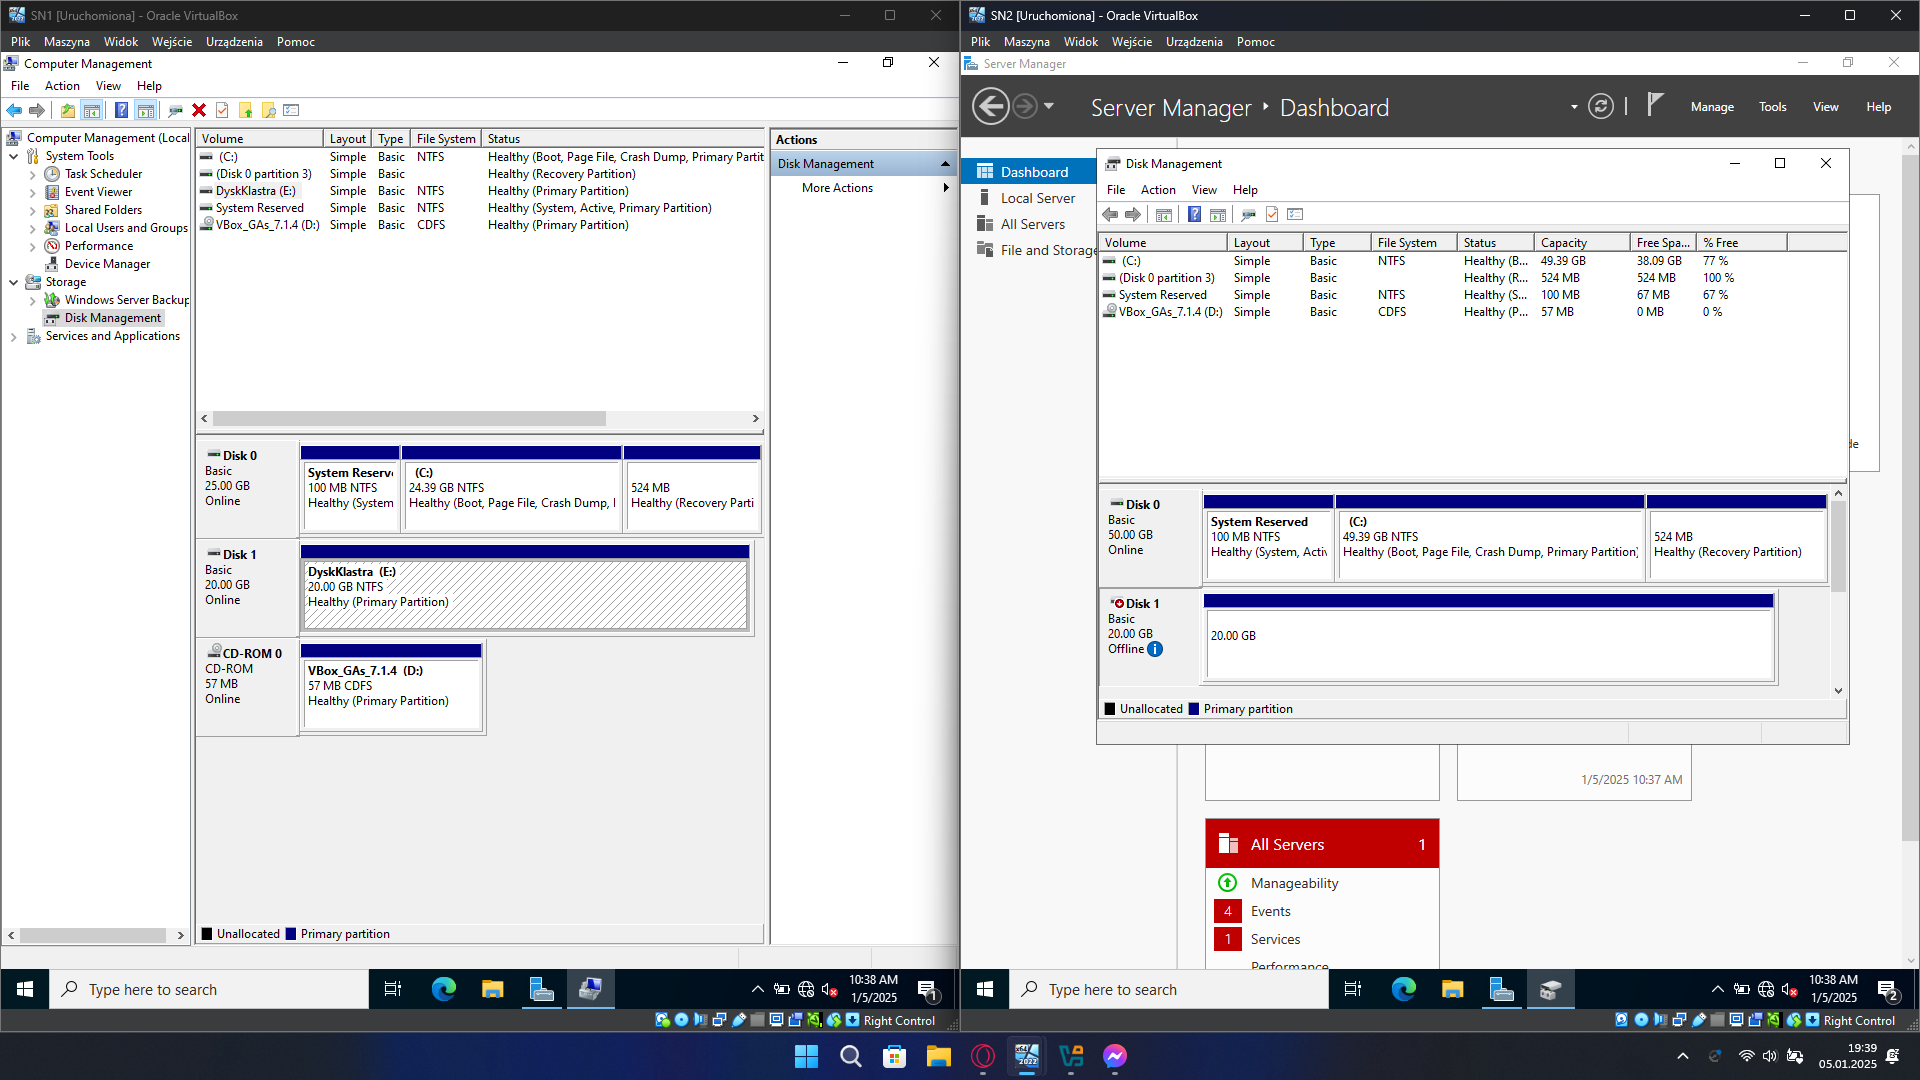 SN1 [Uruchomiona] - Oracle VirtualBox
Plik Maszyna Widok Wejście Urządzenia Pomoc
Computer Management
File Action View Help
Computer Management (Local
System Tools
Task Scheduler
Event Viewer
Shared Folders
Local Users and Groups
Performance
Device Manager
Storage
Windows Server Backup
Disk Management
Services and Applications
Volume Layout Type File System Status
(C:) Simple Basic NTFS Healthy (Boot, Page File, Crash Dump, Primary Partit
(Disk 0 partition 3) Simple Basic Healthy (Recovery Partition)
DyskKlastra (E:) Simple Basic NTFS Healthy (Primary Partition)
System Reserved Simple Basic NTFS Healthy (System, Active, Primary Partition)
VBox_GAs_7.1.4 (D:) Simple Basic CDFS Healthy (Primary Partition)
Actions
Disk Management
More Actions
Disk 0
Basic
25.00 GB
Online
System Reserv
100 MB NTFS
Healthy (System
(C:)
24.39 GB NTFS
Healthy (Boot, Page File, Crash Dump, I
524 MB
Healthy (Recovery Parti
Disk 1
Basic
20.00 GB
Online
DyskKlastra (E:)
20.00 GB NTFS
Healthy (Primary Partition)
CD-ROM 0
CD-ROM
57 MB
Online
VBox_GAs_7.1.4 (D:)
57 MB CDFS
Healthy (Primary Partition)
Unallocated Primary partition
Type here to search
10:38 AM
1/5/2025
1
Right Control
SN2 [Uruchomiona] - Oracle VirtualBox
Plik Maszyna Widok Wejście Urządzenia Pomoc
Server Manager
Server Manager Dashboard
Manage Tools View Help
Dashboard
Local Server
All Servers
File and Storage
Disk Management
File Action View Help
Volume Layout Type File System Status Capacity Free Spa... % Free
(C:) Simple Basic NTFS Healthy (B... 49.39 GB 38.09 GB 77 %
(Disk 0 partition 3) Simple Basic Healthy (R... 524 MB 524 MB 100 %
System Reserved Simple Basic NTFS Healthy (S... 100 MB 67 MB 67 %
VBox_GAs_7.1.4 (D:) Simple Basic CDFS Healthy (P... 57 MB 0 MB 0 %
Disk 0
Basic
50.00 GB
Online
System Reserved
100 MB NTFS
Healthy (System, Activ
(C:)
49.39 GB NTFS
Healthy (Boot, Page File, Crash Dump, Primary Partition)
524 MB
Healthy (Recovery Partition)
Disk 1
Basic
20.00 GB
Offline
20.00 GB
Unallocated Primary partition
1/5/2025 10:37 AM
All Servers 1
Manageability
4 Events
1 Services
Performance
Type here to search
10:38 AM
1/5/2025
2
Right Control
19:39
05.01.2025